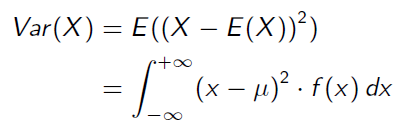 Var(X) = E((X − E(X))²)
= ∫_{−∞}^{+∞} (x − μ)² · f(x) dx